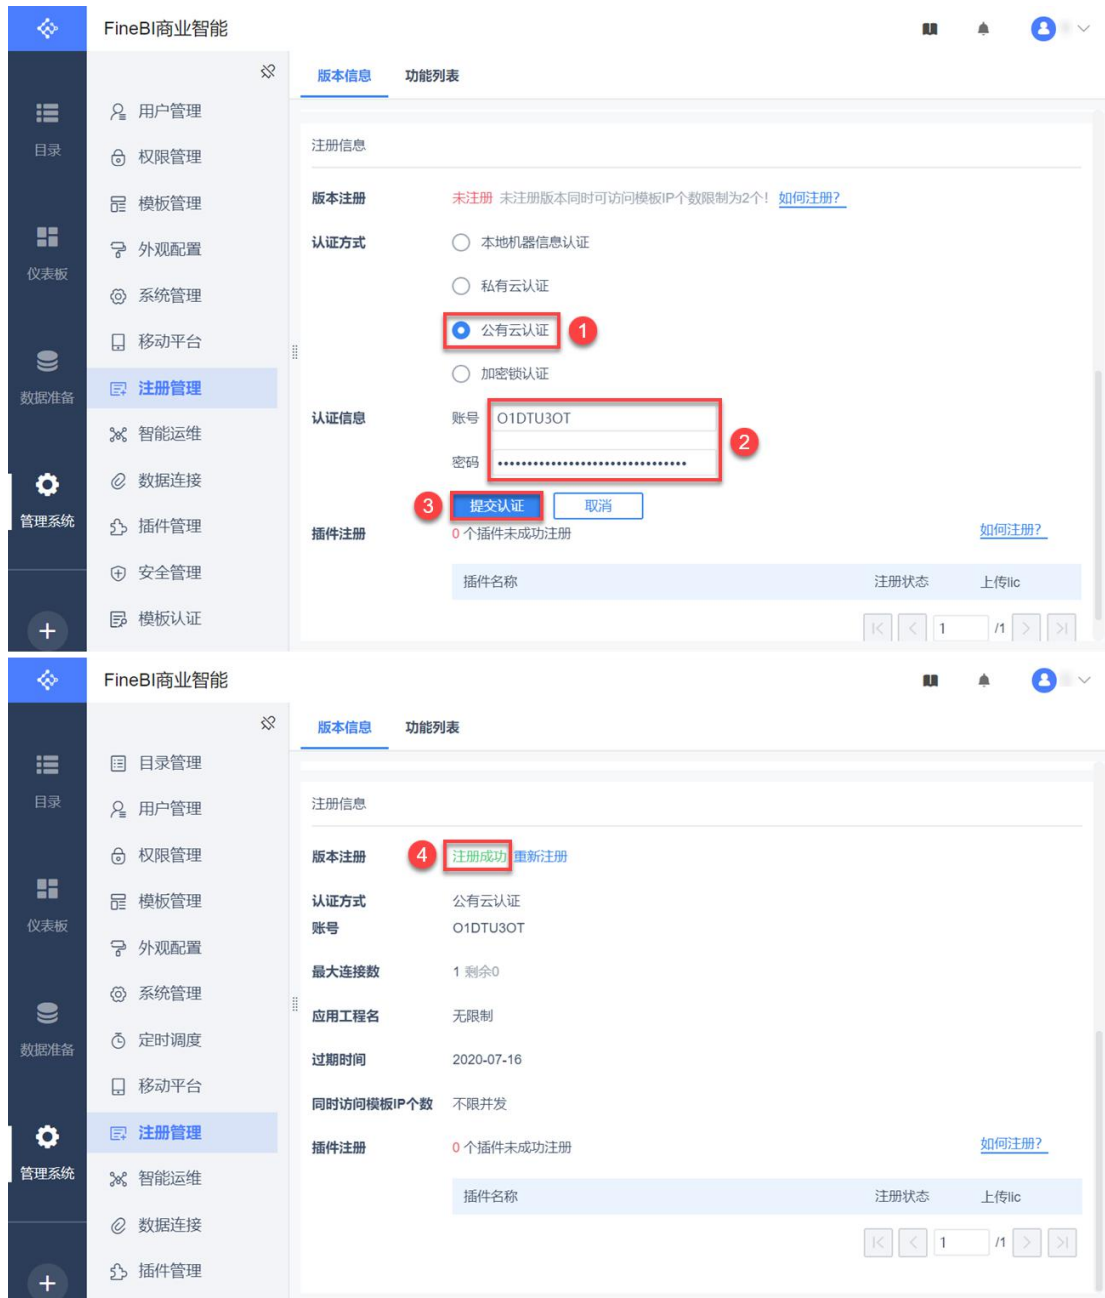 FineBI商业智能
版本信息 功能列表
目录
仪表板
数据准备
管理系统
用户管理
权限管理
模板管理
外观配置
系统管理
移动平台
注册管理
智能运维
数据连接
插件管理
安全管理
模板认证
注册信息
版本注册 未注册 未注册版本同时可访问模板IP个数限制为2个! 如何注册?
认证方式 本地机器信息认证
私有云认证
公有云认证 1
加密锁认证
认证信息 账号 O1DTU3OT
2
密码 ••••••••••••••••••••••••••••••••
3 提交认证 取消
插件注册 0 个插件未成功注册 如何注册?
插件名称 注册状态 上传lic
1 /1
FineBI商业智能
版本信息 功能列表
目录
仪表板
数据准备
管理系统
目录管理
用户管理
权限管理
模板管理
外观配置
系统管理
定时调度
移动平台
注册管理
智能运维
数据连接
插件管理
注册信息
版本注册 4 注册成功 重新注册
认证方式 公有云认证
账号 O1DTU3OT
最大连接数 1 剩余0
应用工程名 无限制
过期时间 2020-07-16
同时访问模板IP个数 不限并发
插件注册 0 个插件未成功注册 如何注册?
插件名称 注册状态 上传lic
1 /1